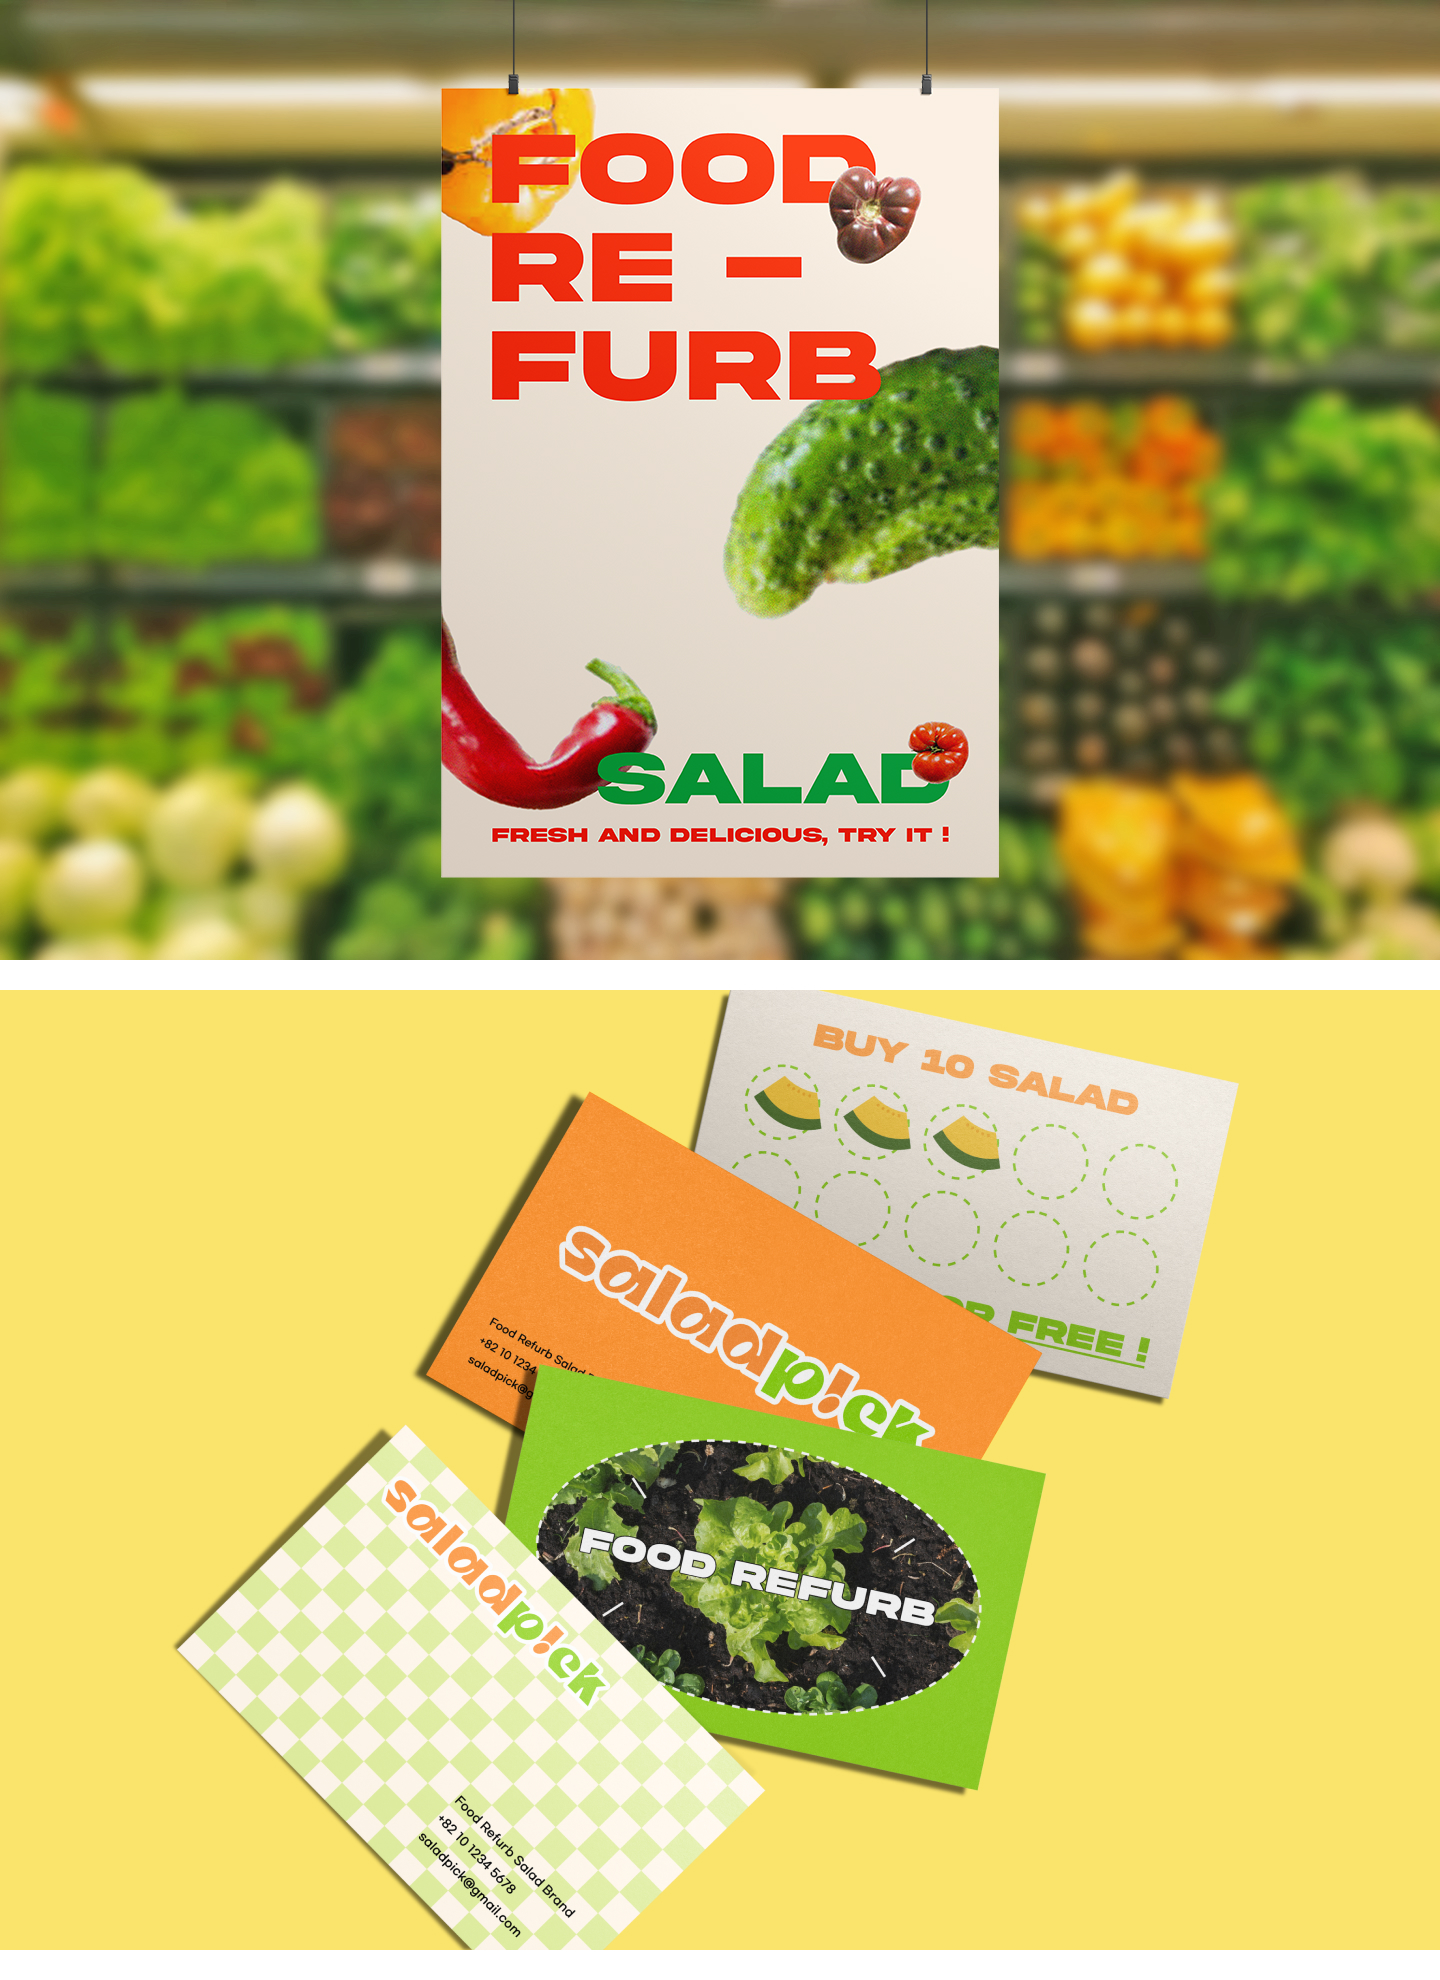 FOOD
RE –
FURB
SALAD
FRESH AND DELICIOUS, TRY IT !
BUY 10 SALAD
FREE !
saladp!ck
Food Refurb Salad
+82 10 1234
FOOD REFURB
saladp!ck
Food Refurb Salad Brand
+82 10 1234 5678
saladpick@gmail.com